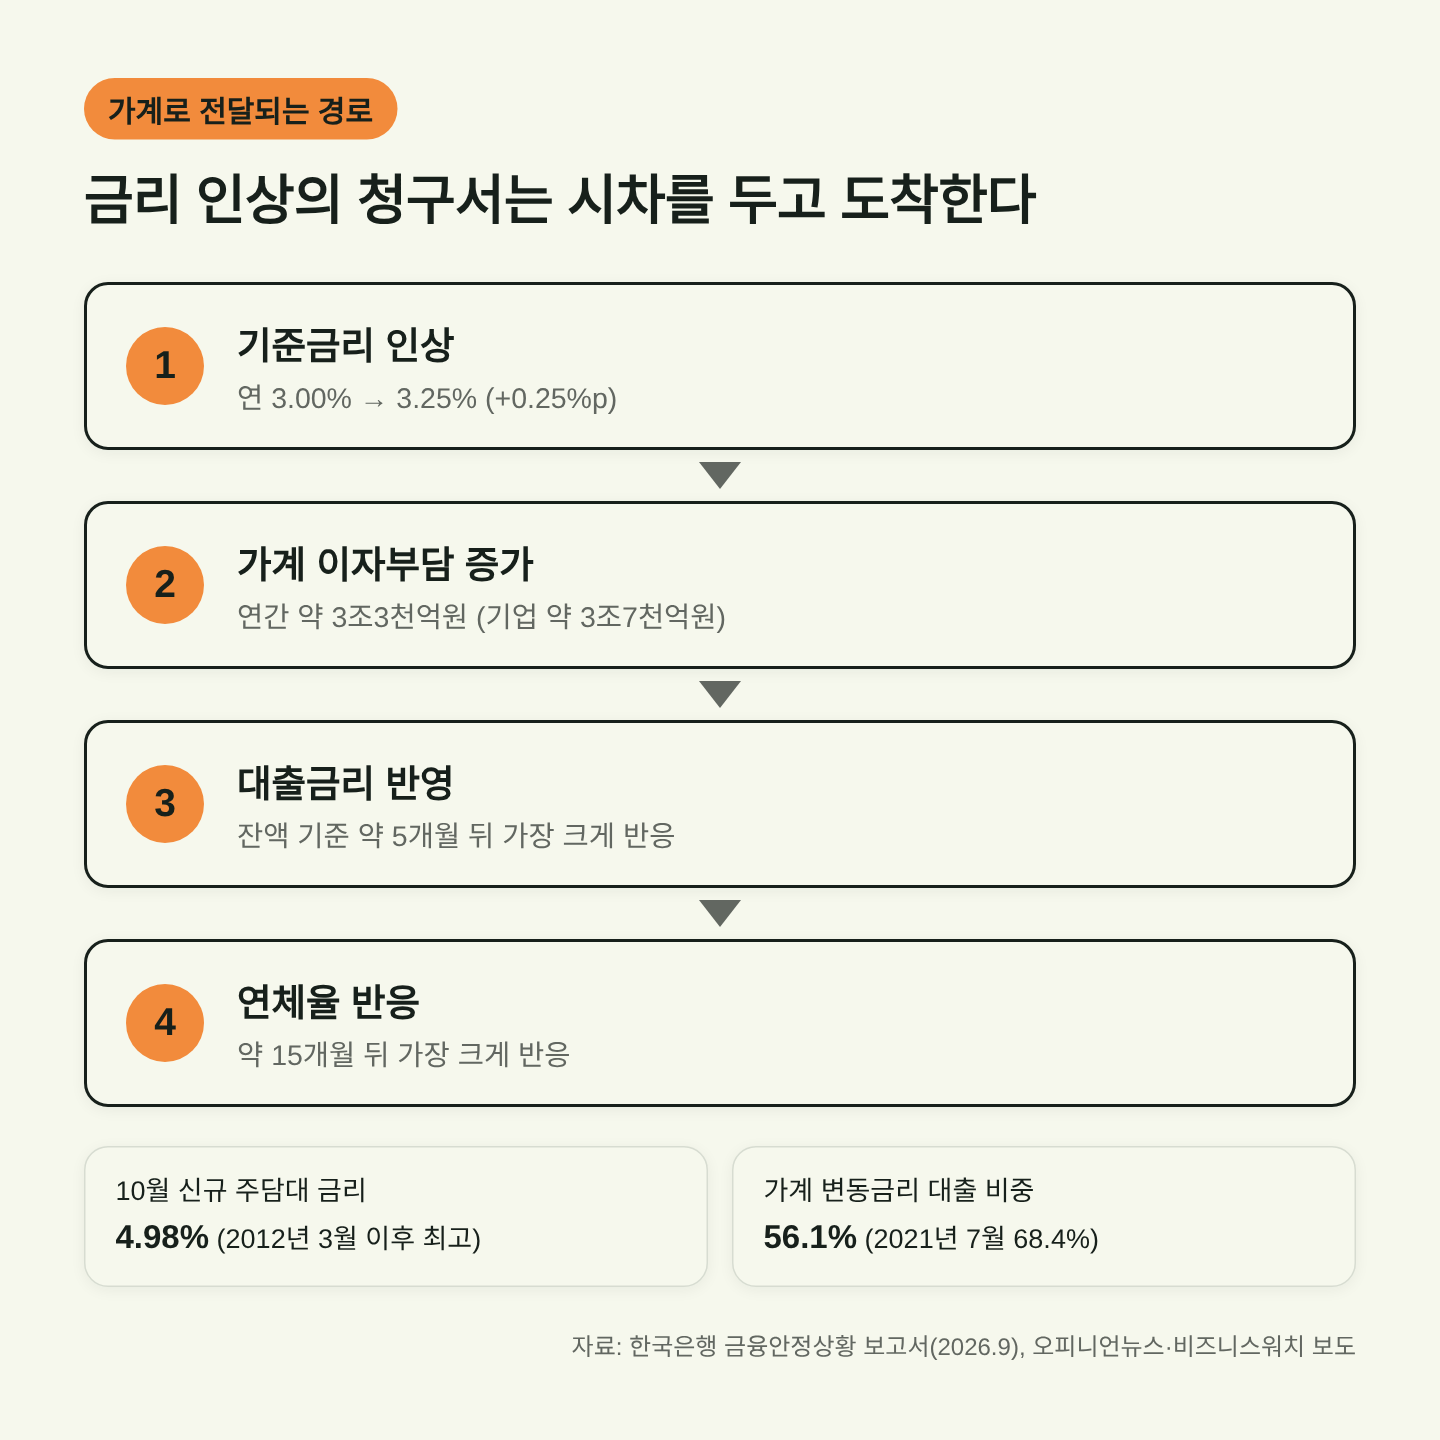 가계로 전달되는 경로
금리 인상의 청구서는 시차를 두고 도착한다
1
기준금리 인상
연 3.00% → 3.25% (+0.25%p)
2
가계 이자부담 증가
연간 약 3조3천억원 (기업 약 3조7천억원)
3
대출금리 반영
잔액 기준 약 5개월 뒤 가장 크게 반응
4
연체율 반응
약 15개월 뒤 가장 크게 반응
10월 신규 주담대 금리
4.98% (2012년 3월 이후 최고)
가계 변동금리 대출 비중
56.1% (2021년 7월 68.4%)
자료: 한국은행 금융안정상황 보고서(2026.9), 오피니언뉴스·비즈니스워치 보도